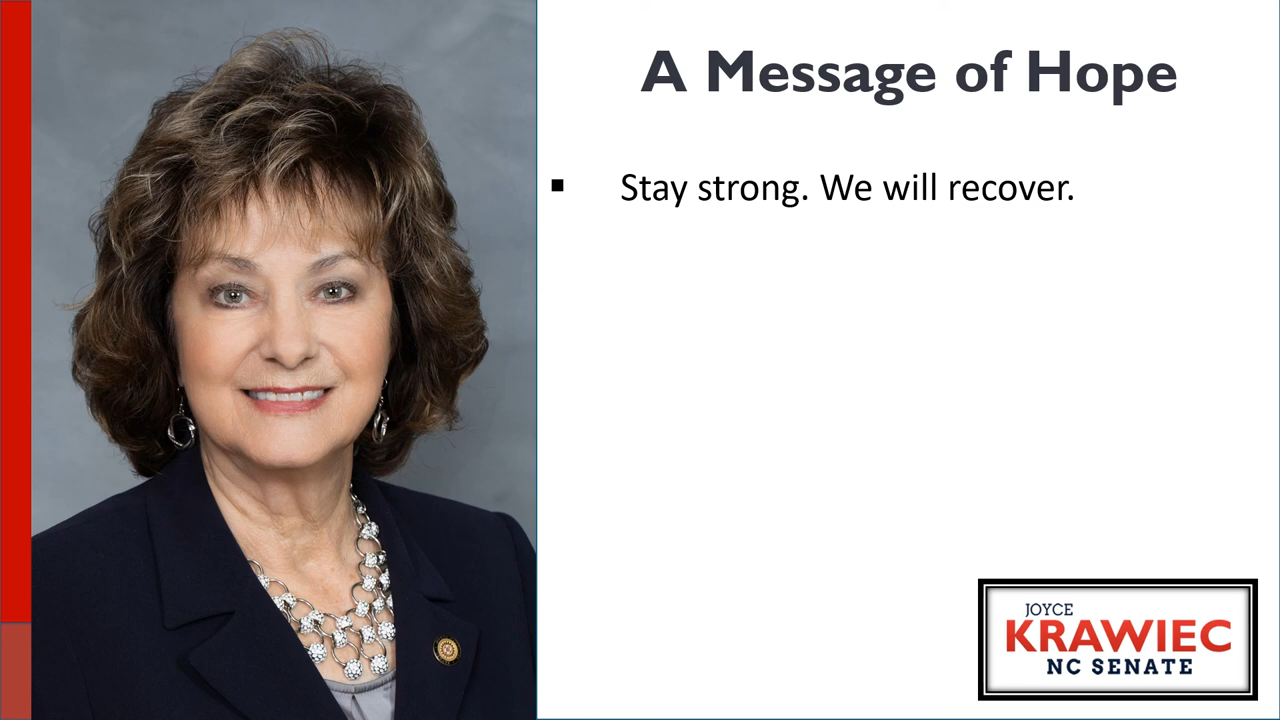 A Message of Hope
▪ Stay strong. We will recover.
JOYCE
KRAWIEC
NC SENATE